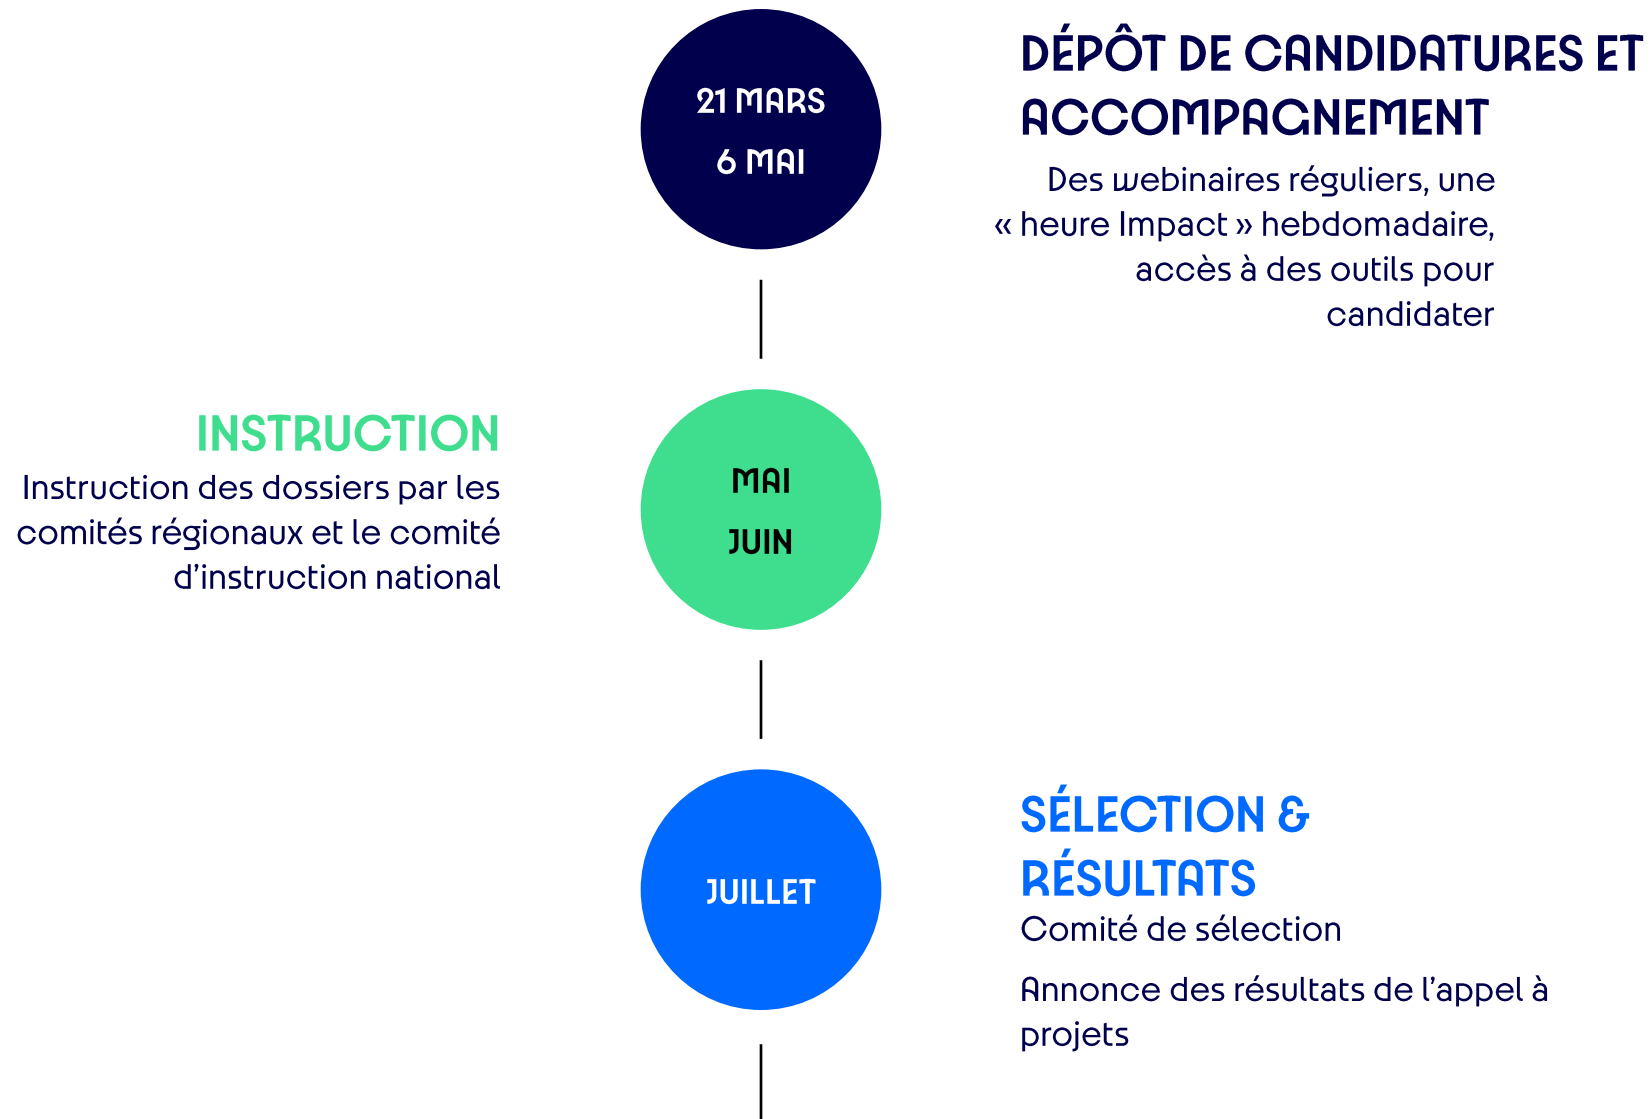 21 MARS
6 MAI
DÉPÔT DE CANDIDATURES ET
ACCOMPAGNEMENT
Des webinaires réguliers, une
« heure Impact » hebdomadaire,
accès à des outils pour
candidater
INSTRUCTION
Instruction des dossiers par les
comités régionaux et le comité
d’instruction national
MAI
JUIN
JUILLET
SÉLECTION &
RÉSULTATS
Comité de sélection
Annonce des résultats de l’appel à
projets